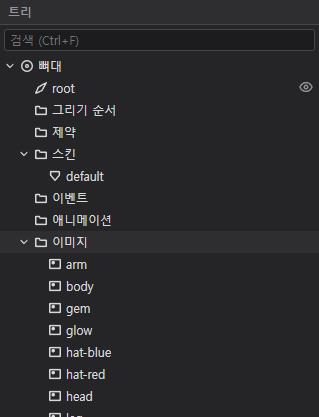 트리
검색 (Ctrl+F)
뼈대
root
그리기 순서
제약
스킨
default
이벤트
애니메이션
이미지
arm
body
gem
glow
hat-blue
hat-red
head